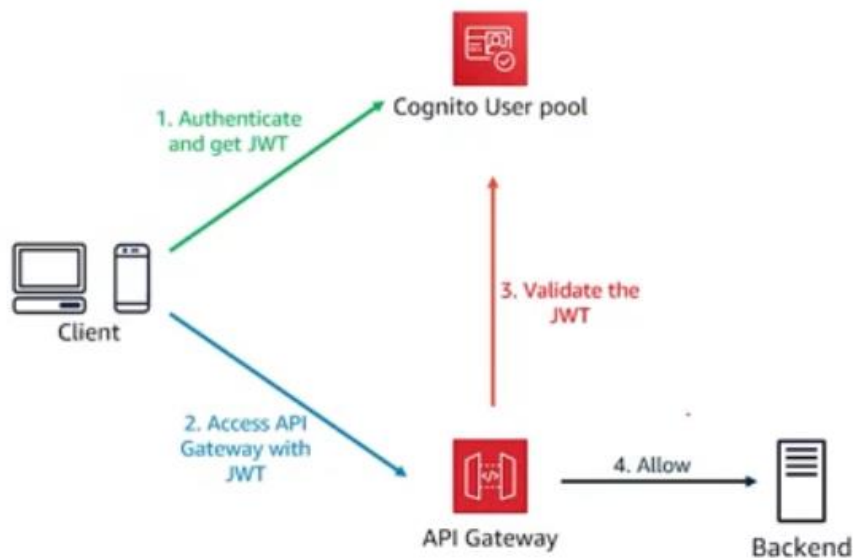 Cognito User pool
1. Authenticate
and get JWT
Client
3. Validate the
JWT
2. Access API
Gateway with
JWT
</>
4. Allow
API Gateway
Backend